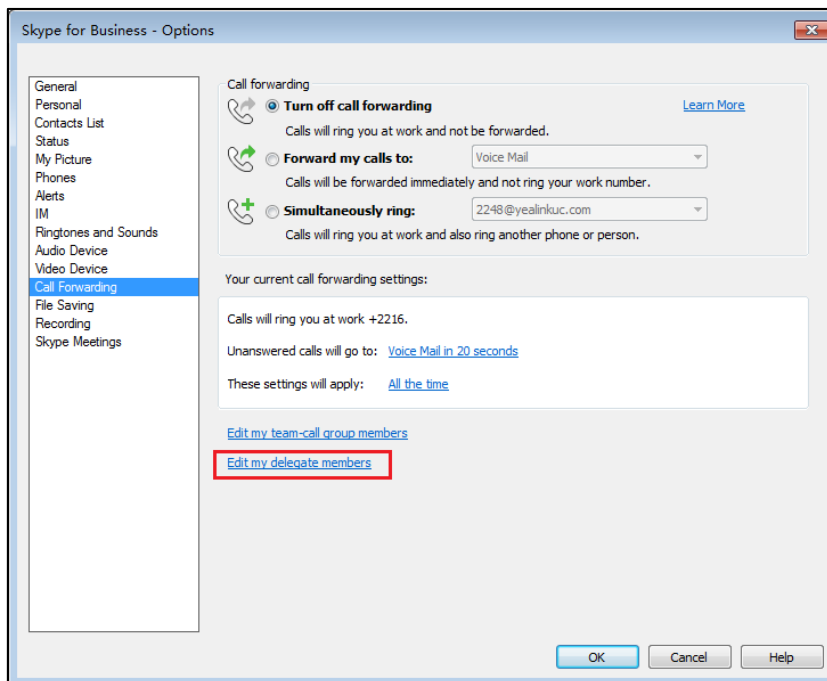 Skype for Business - Options
General
Personal
Contacts List
Status
My Picture
Phones
Alerts
IM
Ringtones and Sounds
Audio Device
Video Device
Call Forwarding
File Saving
Recording
Skype Meetings
Call forwarding
Turn off call forwarding
Learn More
Calls will ring you at work and not be forwarded.
Forward my calls to:
Voice Mail
Calls will be forwarded immediately and not ring your work number.
Simultaneously ring:
2248@yealinkuc.com
Calls will ring you at work and also ring another phone or person.
Your current call forwarding settings:
Calls will ring you at work +2216.
Unanswered calls will go to: Voice Mail in 20 seconds
These settings will apply: All the time
Edit my team-call group members
Edit my delegate members
OK
Cancel
Help